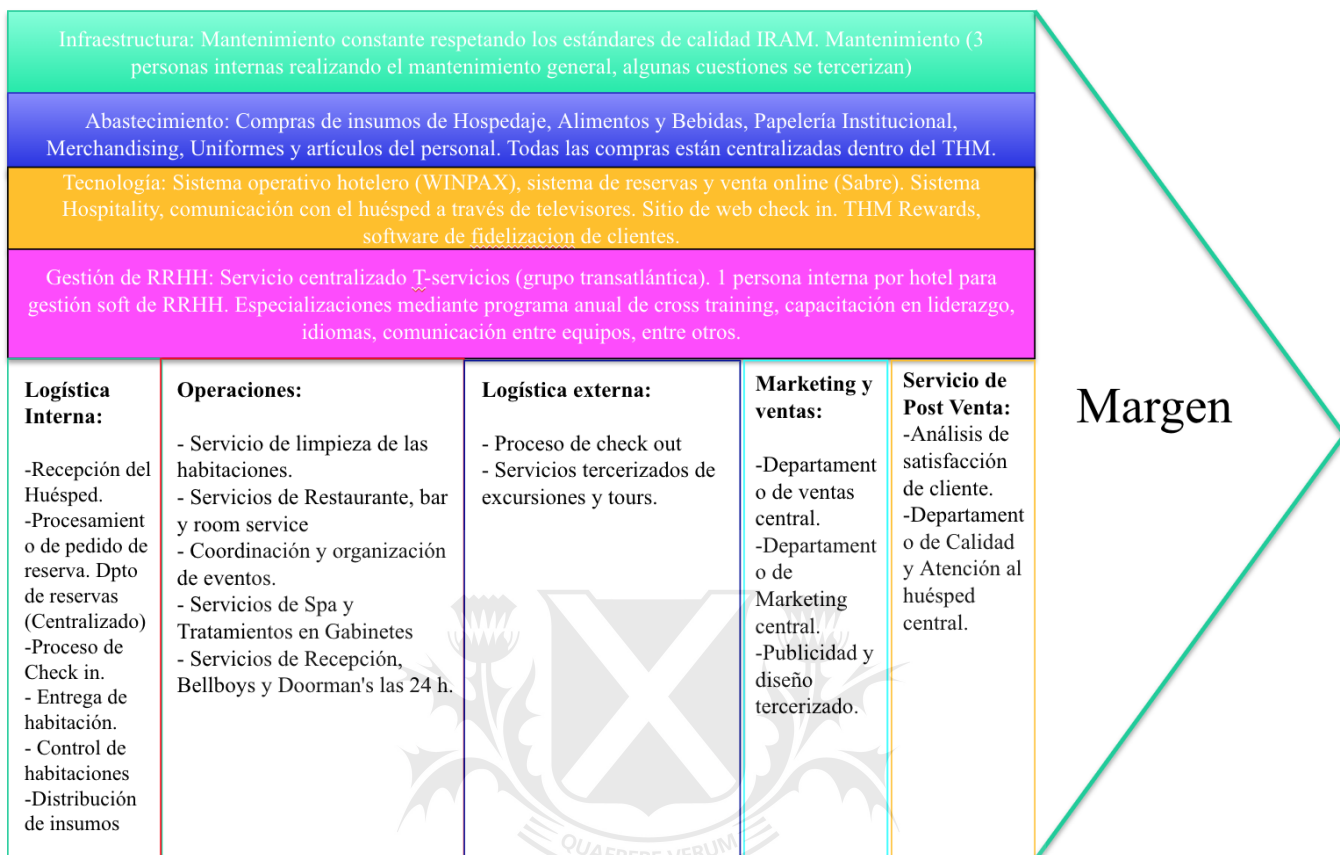 Infraestructura: Mantenimiento constante respetando los estándares de calidad IRAM. Mantenimiento (3
personas internas realizando el mantenimiento general, algunas cuestiones se tercerizan)
Abastecimiento: Compras de insumos de Hospedaje, Alimentos y Bebidas, Papelería Institucional,
Merchandising, Uniformes y artículos del personal. Todas las compras están centralizadas dentro del THM.
Tecnología: Sistema operativo hotelero (WINPAX), sistema de reservas y venta online (Sabre). Sistema
Hospitality, comunicación con el huésped a través de televisores. Sitio de web check in. THM Rewards,
software de fidelizacion de clientes.
Gestión de RRHH: Servicio centralizado T-servicios (grupo transatlántica). 1 persona interna por hotel para
gestión soft de RRHH. Especializaciones mediante programa anual de cross training, capacitación en liderazgo,
idiomas, comunicación entre equipos, entre otros.
Logística
Interna:
-Recepción del
Huésped.
-Procesamient
o de pedido de
reserva. Dpto
de reservas
(Centralizado)
-Proceso de
Check in.
- Entrega de
habitación.
- Control de
habitaciones
-Distribución
de insumos
Operaciones:
- Servicio de limpieza de las
habitaciones.
- Servicios de Restaurante, bar
y room service
- Coordinación y organización
de eventos.
- Servicios de Spa y
Tratamientos en Gabinetes
- Servicios de Recepción,
Bellboys y Doorman's las 24 h.
Logística externa:
- Proceso de check out
- Servicios tercerizados de
excursiones y tours.
Marketing y
ventas:
-Departament
o de ventas
central.
-Departament
o de
Marketing
central.
-Publicidad y
diseño
tercerizado.
Servicio de
Post Venta:
-Análisis de
satisfacción
de cliente.
-Departament
o de Calidad
y Atención al
huésped
central.
Margen
QUAERERE VERUM